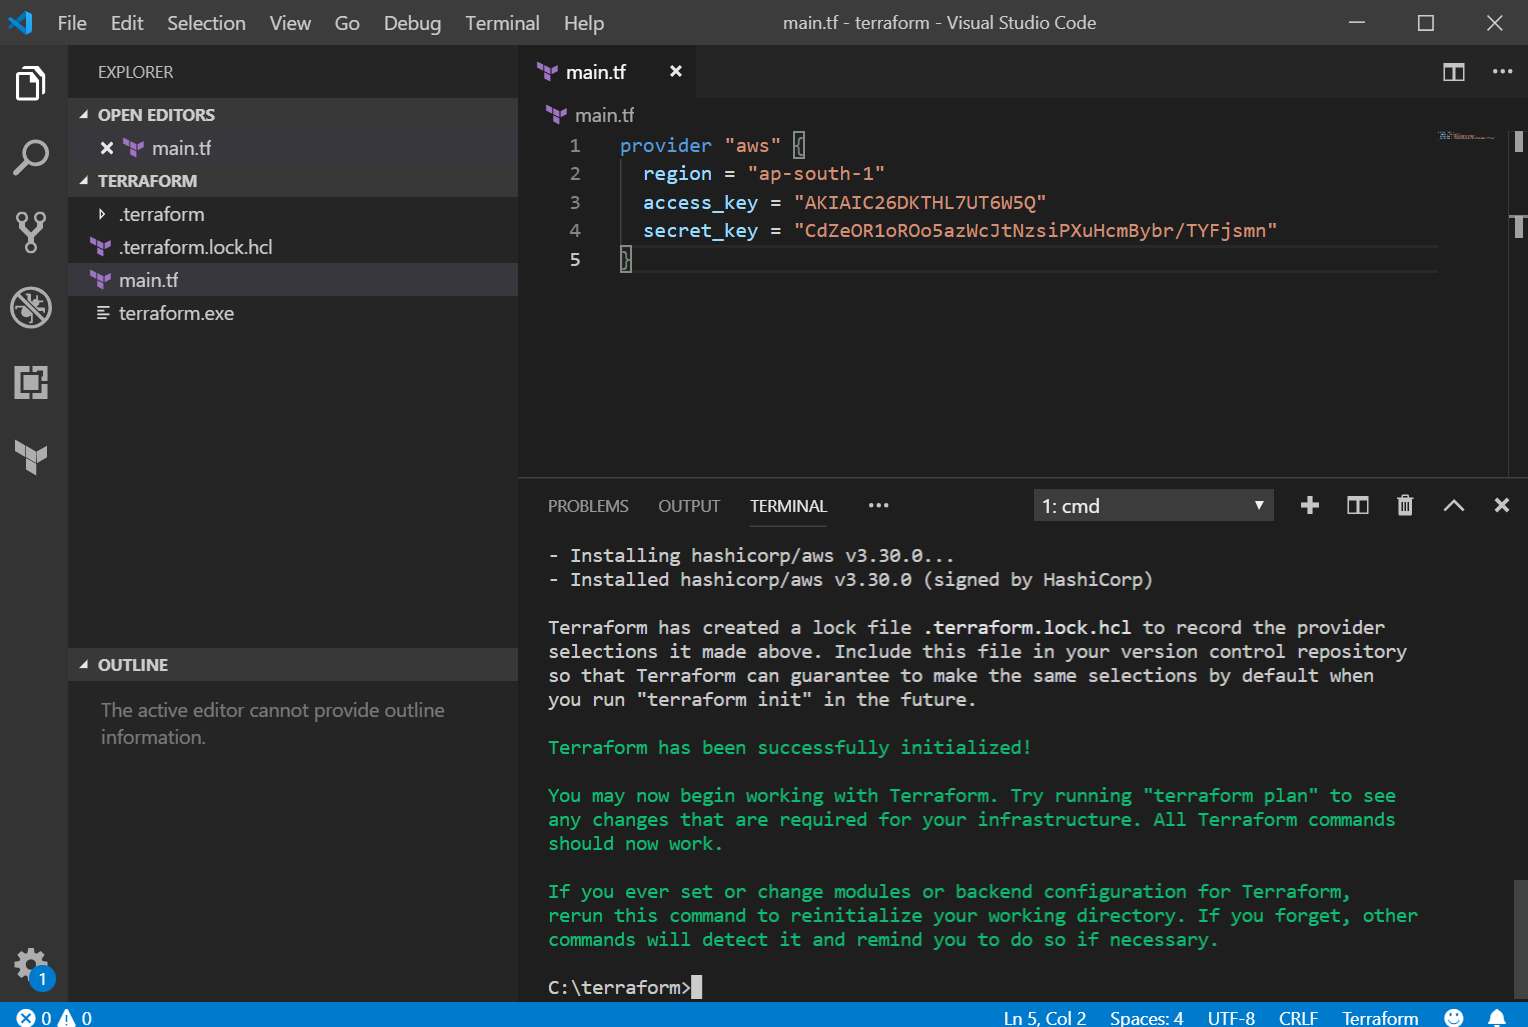 File Edit Selection View Go Debug Terminal Help main.tf - terraform - Visual Studio Code
EXPLORER
OPEN EDITORS
main.tf
TERRAFORM
.terraform
.terraform.lock.hcl
main.tf
terraform.exe
OUTLINE
The active editor cannot provide outline
information.
1
main.tf
main.tf
1 provider "aws" {
2 region = "ap-south-1"
3 access_key = "AKIAIC26DKTHL7UT6W5Q"
4 secret_key = "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"
5 }
PROBLEMS OUTPUT TERMINAL 1: cmd
- Installing hashicorp/aws v3.30.0...
- Installed hashicorp/aws v3.30.0 (signed by HashiCorp)
Terraform has created a lock file .terraform.lock.hcl to record the provider
selections it made above. Include this file in your version control repository
so that Terraform can guarantee to make the same selections by default when
you run "terraform init" in the future.
Terraform has been successfully initialized!
You may now begin working with Terraform. Try running "terraform plan" to see
any changes that are required for your infrastructure. All Terraform commands
should now work.
If you ever set or change modules or backend configuration for Terraform,
rerun this command to reinitialize your working directory. If you forget, other
commands will detect it and remind you to do so if necessary.
C:\terraform>
0 0 Ln 5, Col 2 Spaces: 4 UTF-8 CRLF Terraform